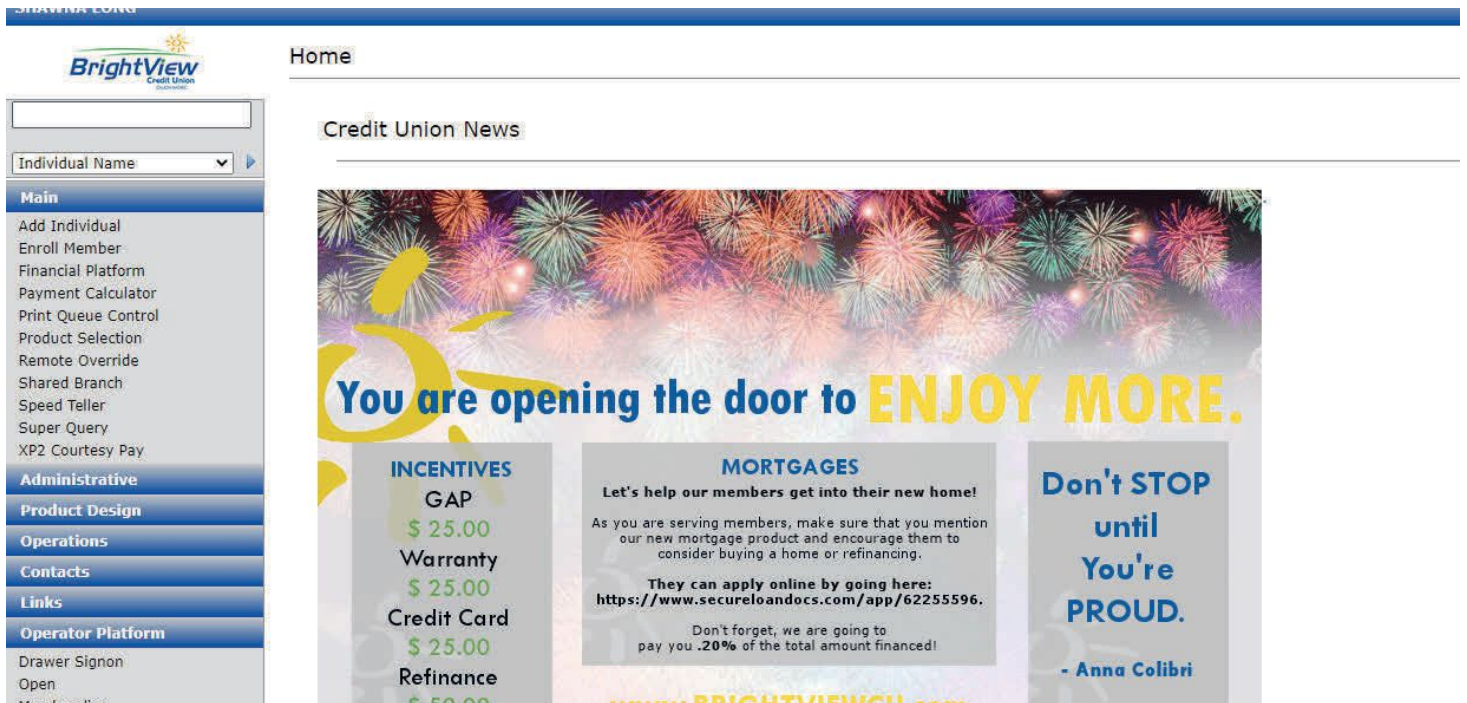 SHAWNA LONG
BrightView
Credit Union
Home
Credit Union News
Individual Name
Main
Add Individual
Enroll Member
Financial Platform
Payment Calculator
Print Queue Control
Product Selection
Remote Override
Shared Branch
Speed Teller
Super Query
XP2 Courtesy Pay
Administrative
Product Design
Operations
Contacts
Links
Operator Platform
Drawer Signon
Open
You are opening the door to ENJOY MORE.
INCENTIVES
GAP
$ 25.00
Warranty
$ 25.00
Credit Card
$ 25.00
Refinance
$ 50.00
MORTGAGES
Let's help our members get into their new home!
As you are serving members, make sure that you mention
our new mortgage product and encourage them to
consider buying a home or refinancing.
They can apply online by going here:
https://www.secureloandocs.com/app/62255596.
Don't forget, we are going to
pay you .20% of the total amount financed!
www.BRIGHTVIEWCU.com
Don't STOP
until
You're
PROUD.
- Anna Colibri